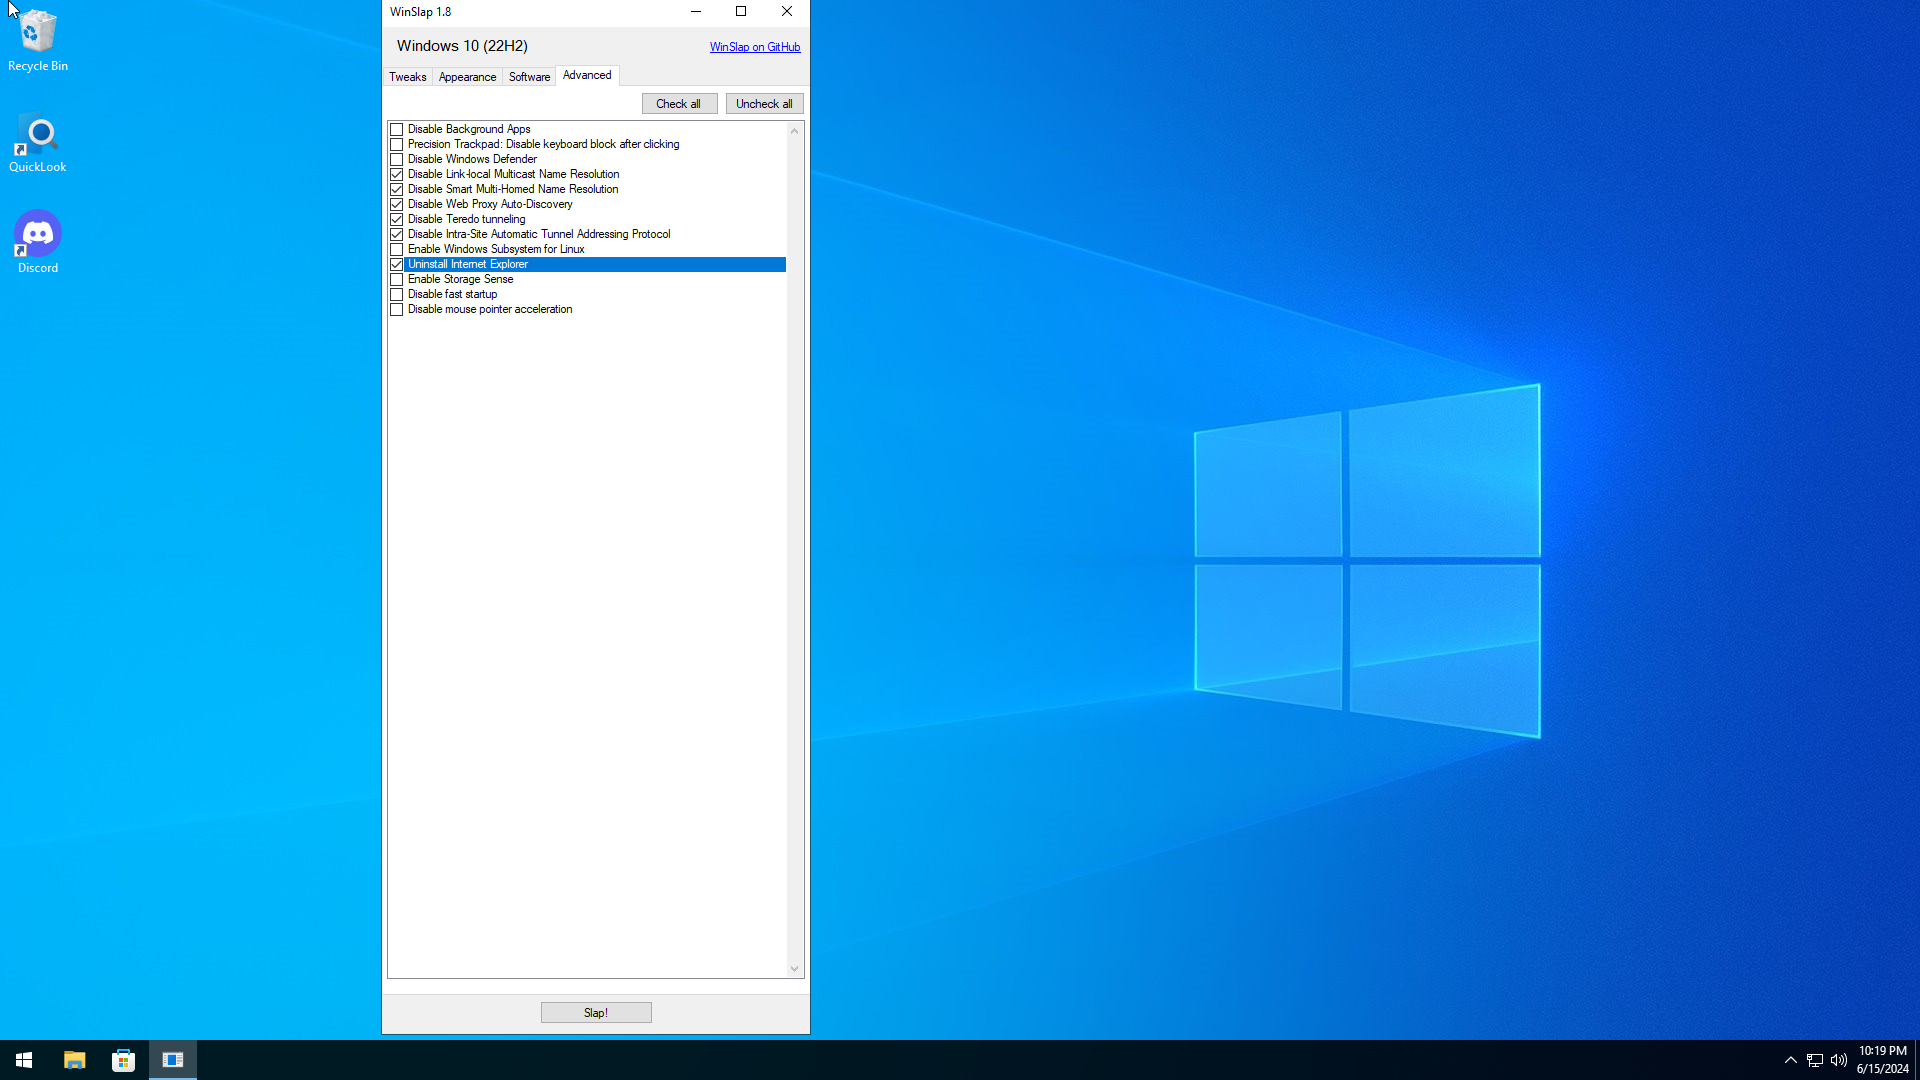 WinSlap 1.8
Windows 10 (22H2)
WinSlap on GitHub
Tweaks
Appearance
Software
Advanced
Check all
Uncheck all
Disable Background Apps
Precision Trackpad: Disable keyboard block after clicking
Disable Windows Defender
Disable Link-local Multicast Name Resolution
Disable Smart Multi-Homed Name Resolution
Disable Web Proxy Auto-Discovery
Disable Teredo tunneling
Disable Intra-Site Automatic Tunnel Addressing Protocol
Enable Windows Subsystem for Linux
Uninstall Internet Explorer
Enable Storage Sense
Disable fast startup
Disable mouse pointer acceleration
Slap!
Recycle Bin
QuickLook
Discord
10:19 PM
6/15/2024